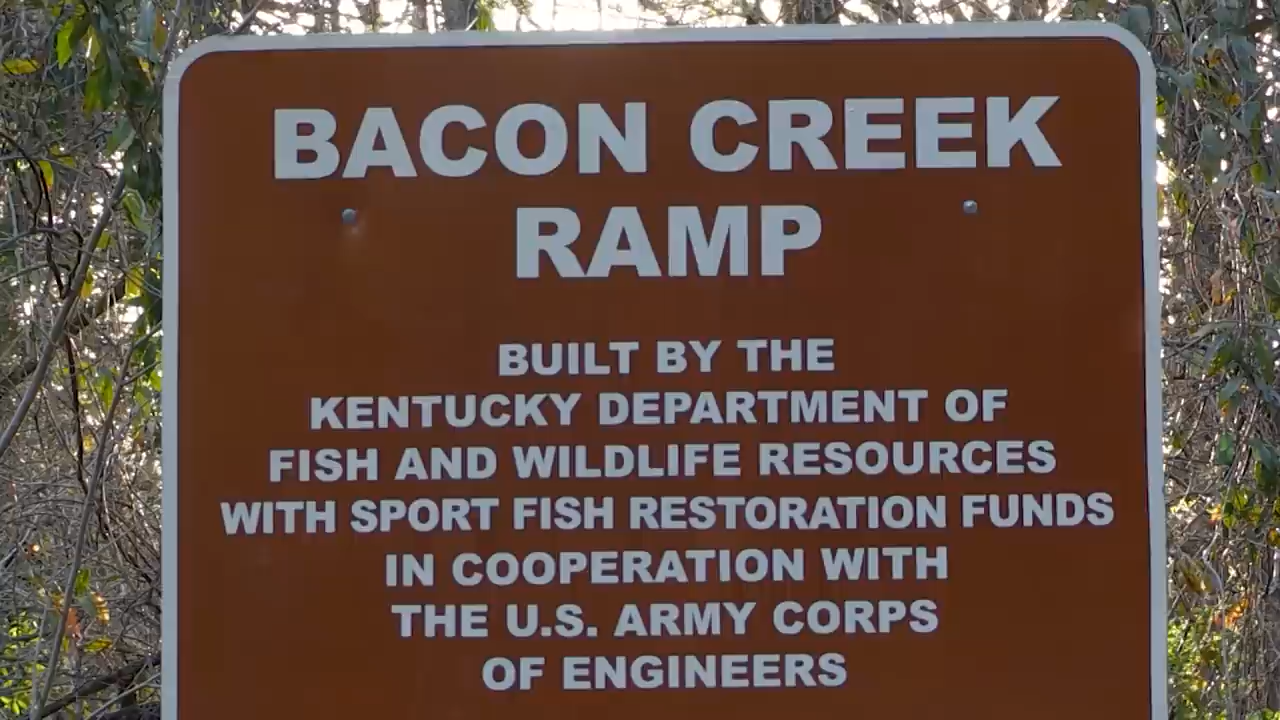 BACON CREEK
RAMP
BUILT BY THE
KENTUCKY DEPARTMENT OF
FISH AND WILDLIFE RESOURCES
WITH SPORT FISH RESTORATION FUNDS
IN COOPERATION WITH
THE U.S. ARMY CORPS
OF ENGINEERS